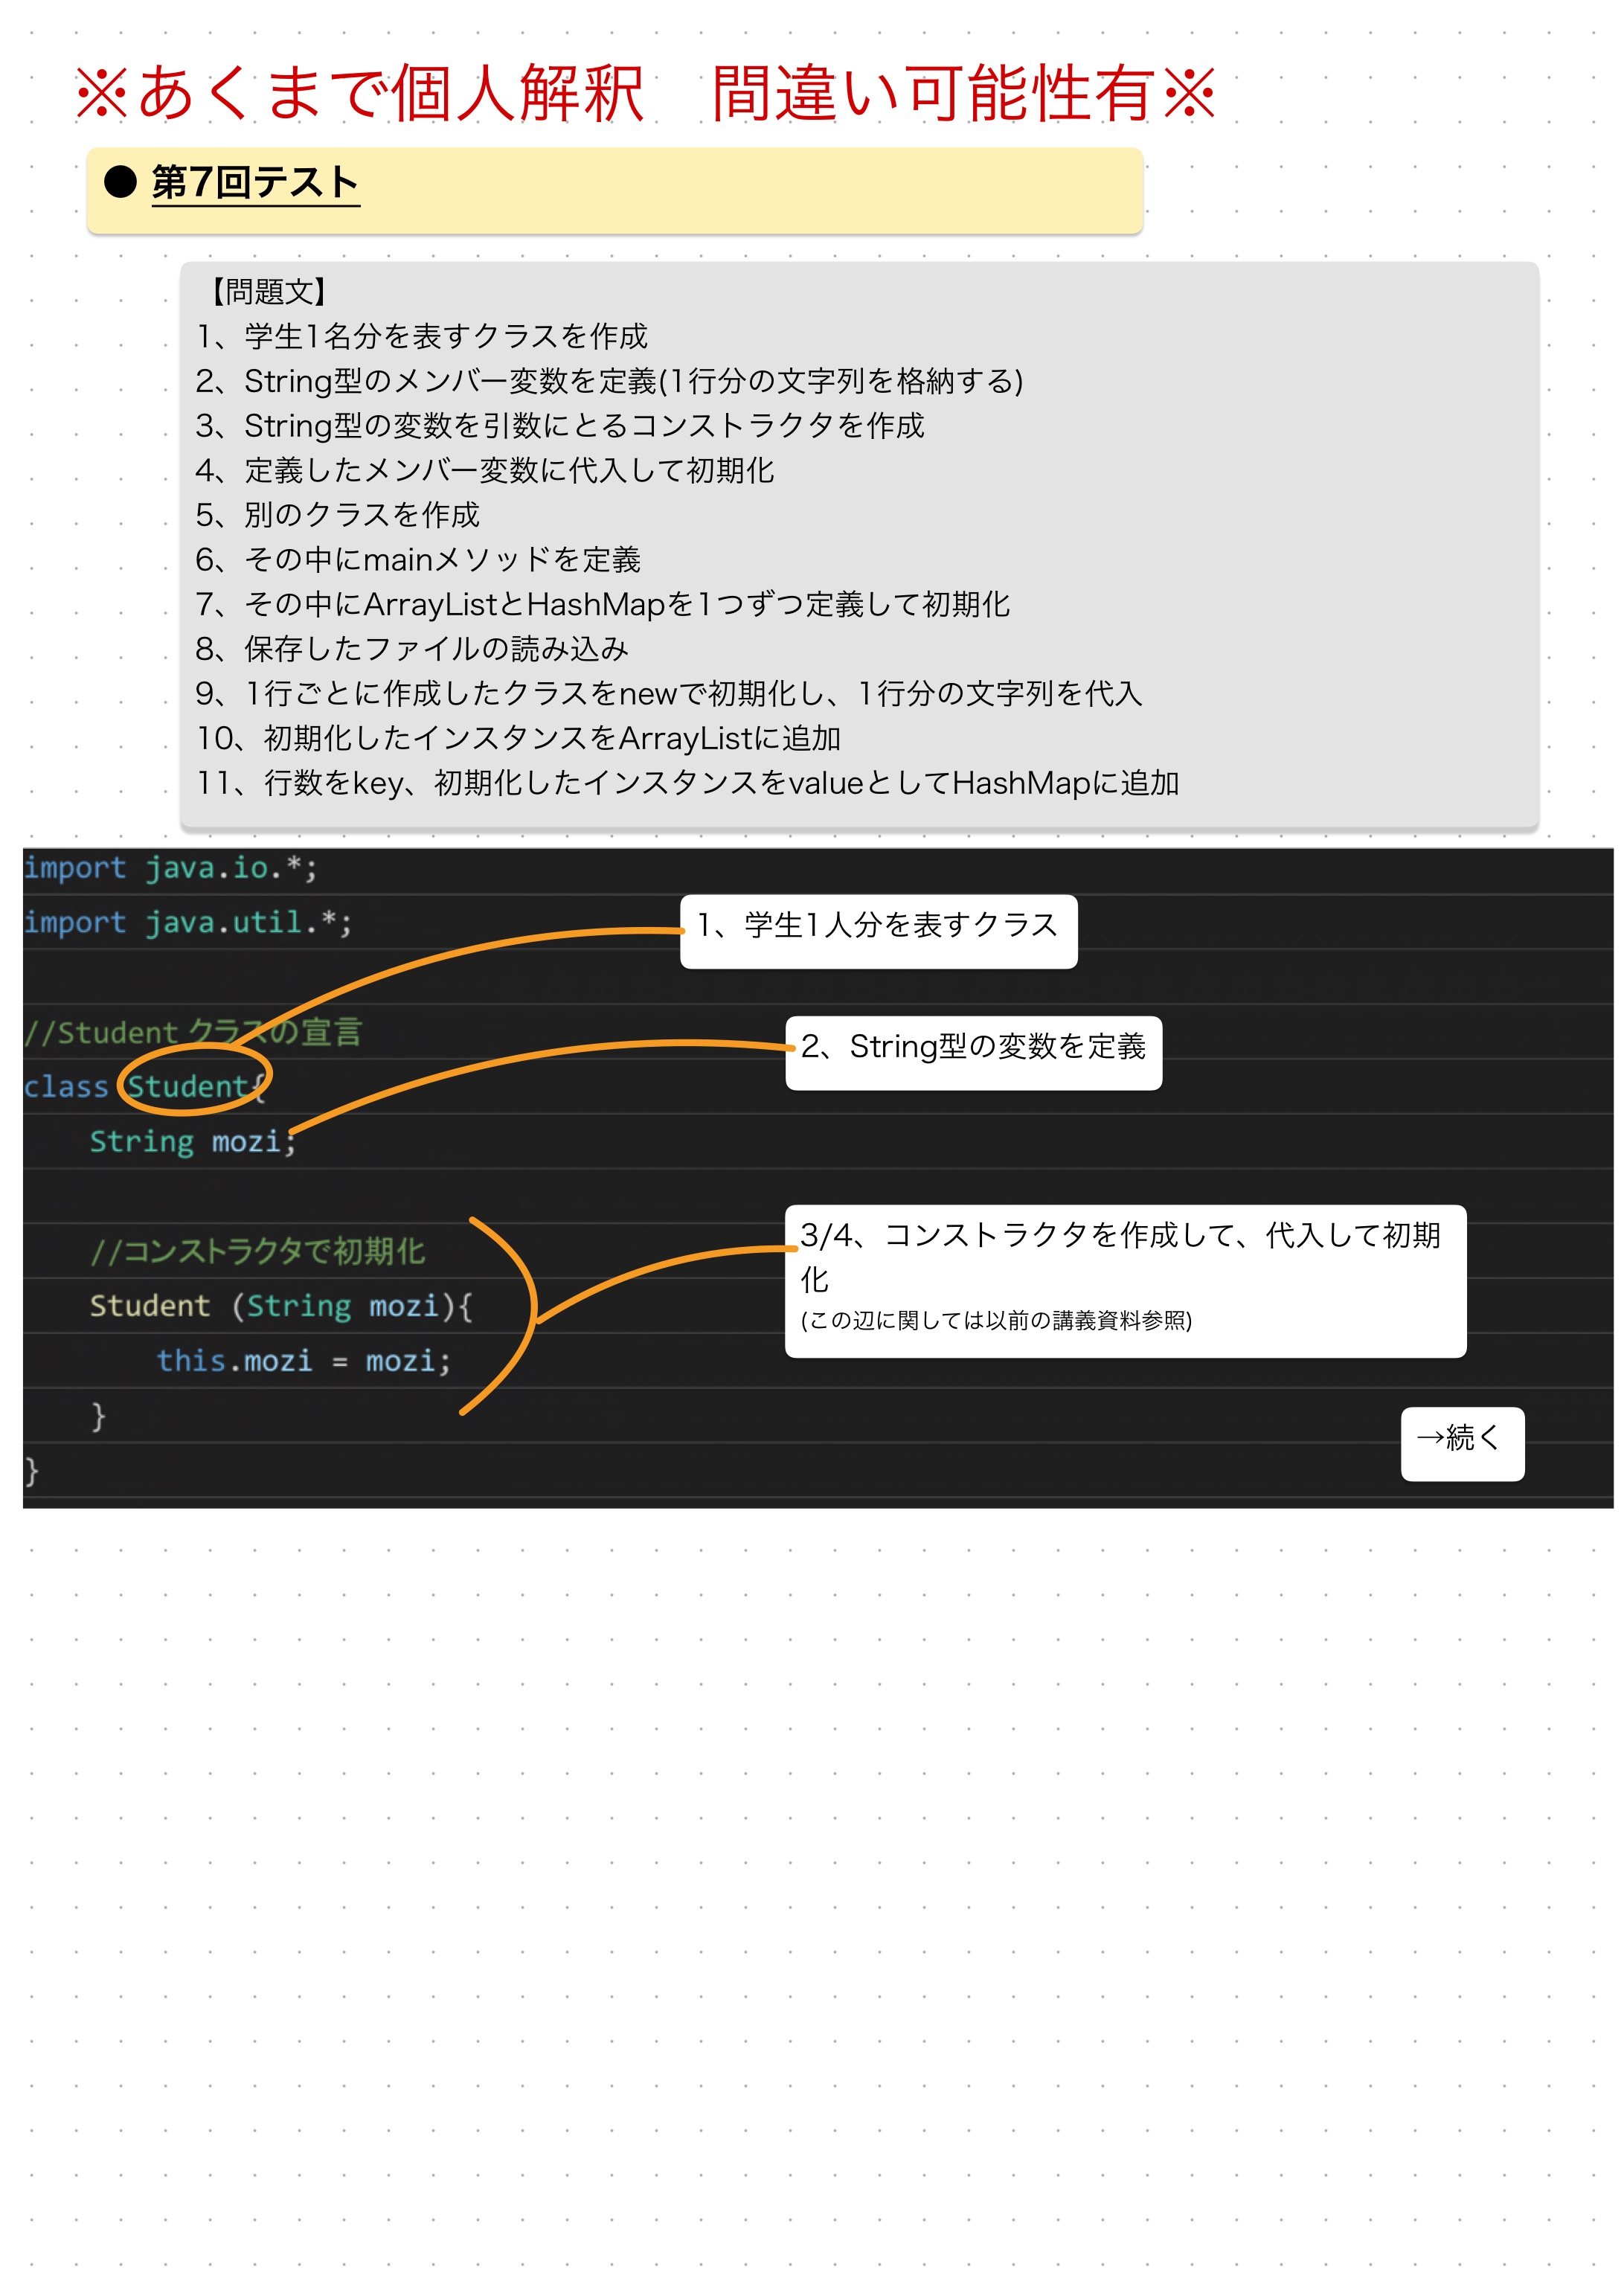 ※あくまで個人解釈　間違い可能性有※
● 第7回テスト
【問題文】
1、学生1名分を表すクラスを作成
2、String型のメンバー変数を定義(1行分の文字列を格納する)
3、String型の変数を引数にとるコンストラクタを作成
4、定義したメンバー変数に代入して初期化
5、別のクラスを作成
6、その中にmainメソッドを定義
7、その中にArrayListとHashMapを1つずつ定義して初期化
8、保存したファイルの読み込み
9、1行ごとに作成したクラスをnewで初期化し、1行分の文字列を代入
10、初期化したインスタンスをArrayListに追加
11、行数をkey、初期化したインスタンスをvalueとしてHashMapに追加
import java.io.*;
import java.util.*;
1、学生1人分を表すクラス
//Student クラスの宣言
2、String型の変数を定義
class Student{
String mozi;
3/4、コンストラクタを作成して、代入して初期
化
(この辺に関しては以前の講義資料参照)
//コンストラクタで初期化
Student (String mozi){
this.mozi = mozi;
}
→続く
}